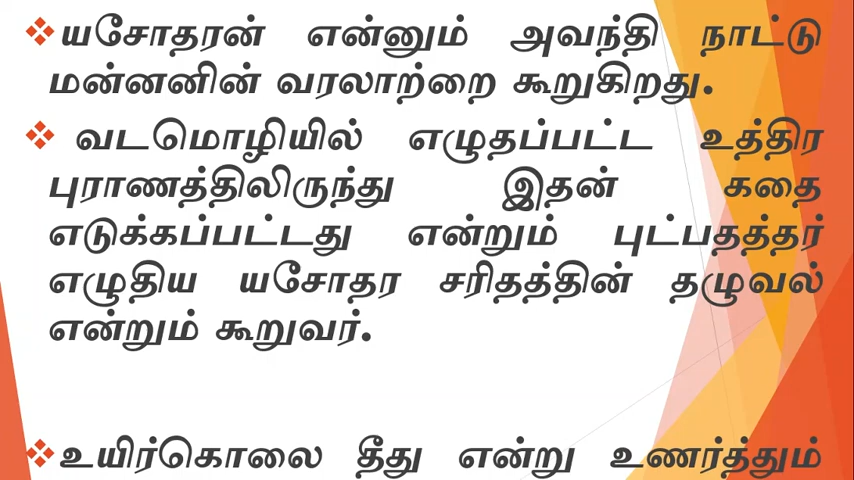 யசோதரன் என்னும் அவந்தி நாட்டு
மன்னனின் வரலாற்றை கூறுகிறது.
வடமொழியில் எழுதப்பட்ட உத்திர
புராணத்திலிருந்து இதன் கதை
எடுக்கப்பட்டது என்றும் புட்பதத்தர்
எழுதிய யசோதர சரிதத்தின் தழுவல்
என்றும் கூறுவர்.
உயிர்கொலை தீது என்று உணர்த்தும்